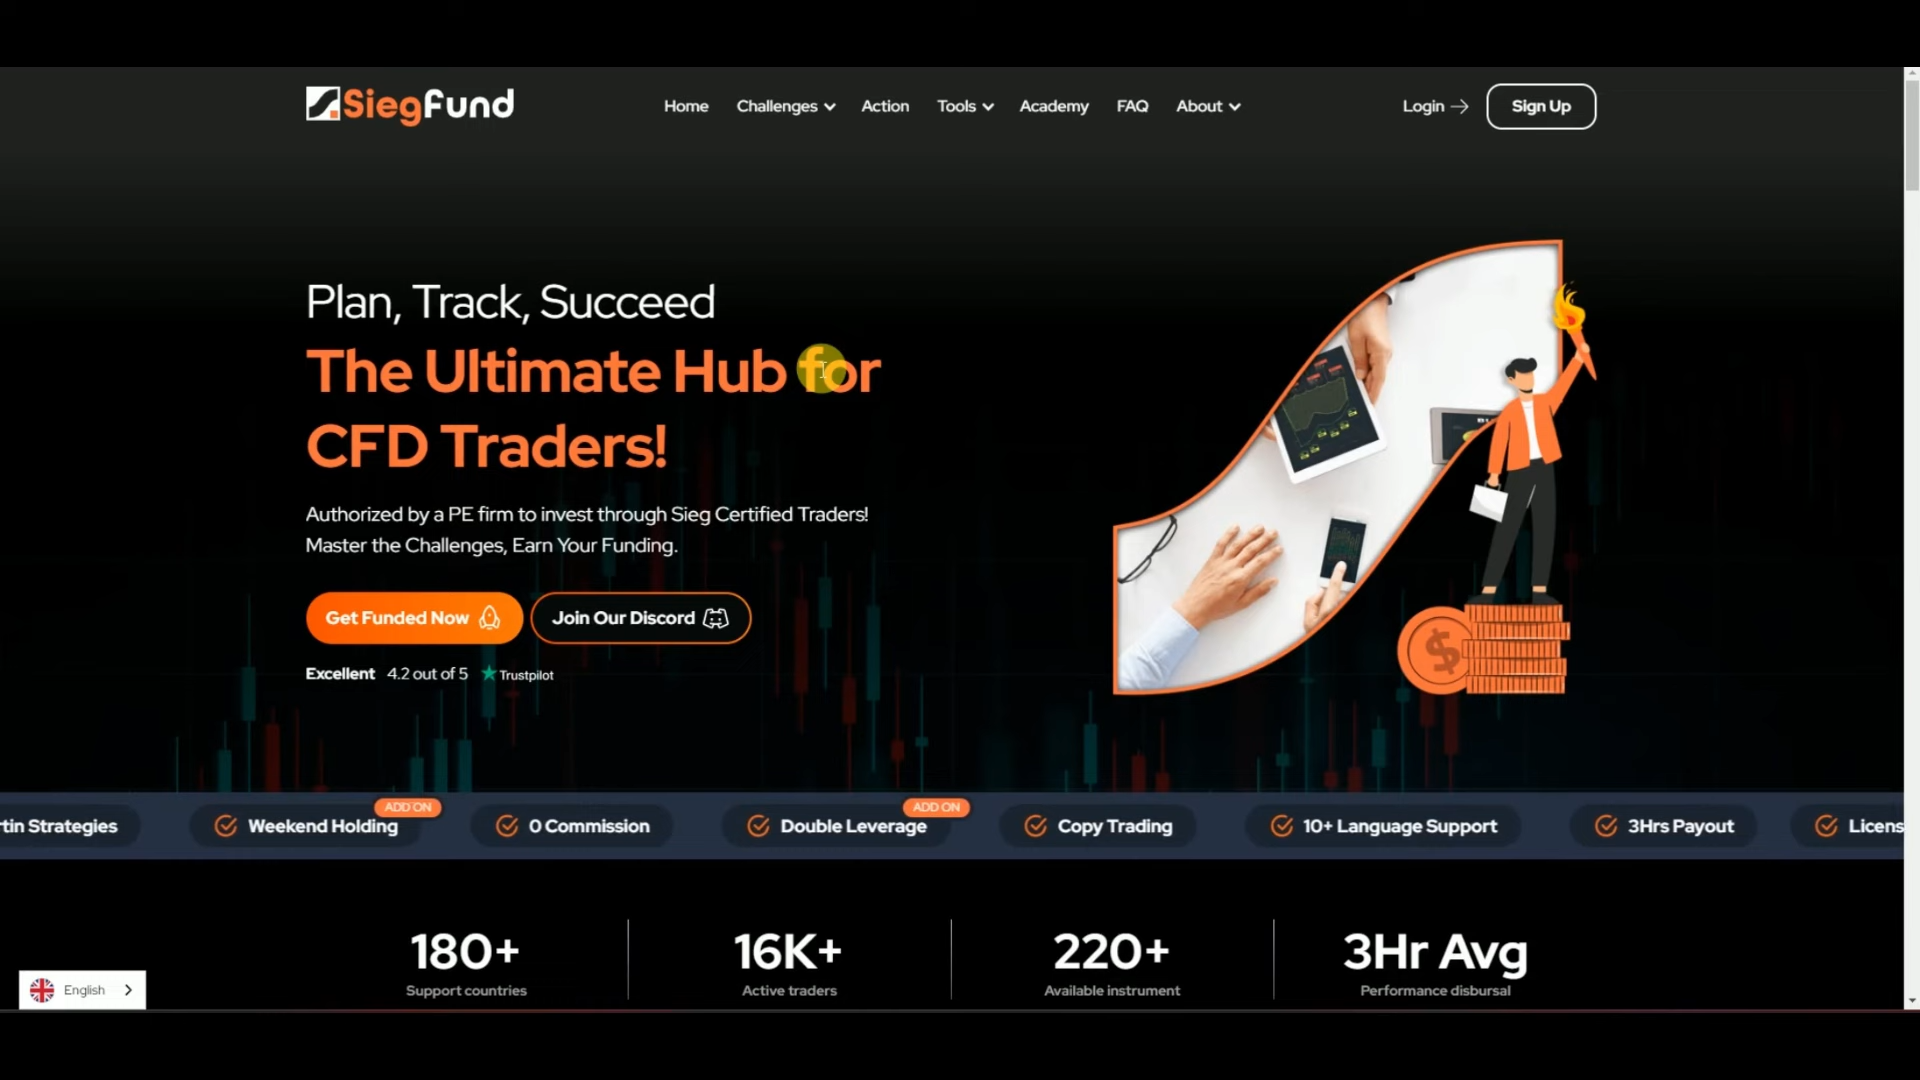 SiegFund
Home Challenges Action Tools Academy FAQ About
Login Sign Up
Plan, Track, Succeed
The Ultimate Hub for
CFD Traders!
Authorized by a PE firm to invest through Sieg Certified Traders!
Master the Challenges, Earn Your Funding.
Get Funded Now Join Our Discord
Excellent 4.2 out of 5 Trustpilot
ADD ON ADD ON
tin Strategies Weekend Holding 0 Commission Double Leverage Copy Trading 10+ Language Support 3Hrs Payout Licens
180+ 16K+ 220+ 3Hr Avg
Support countries Active traders Available instrument Performance disbursal
English